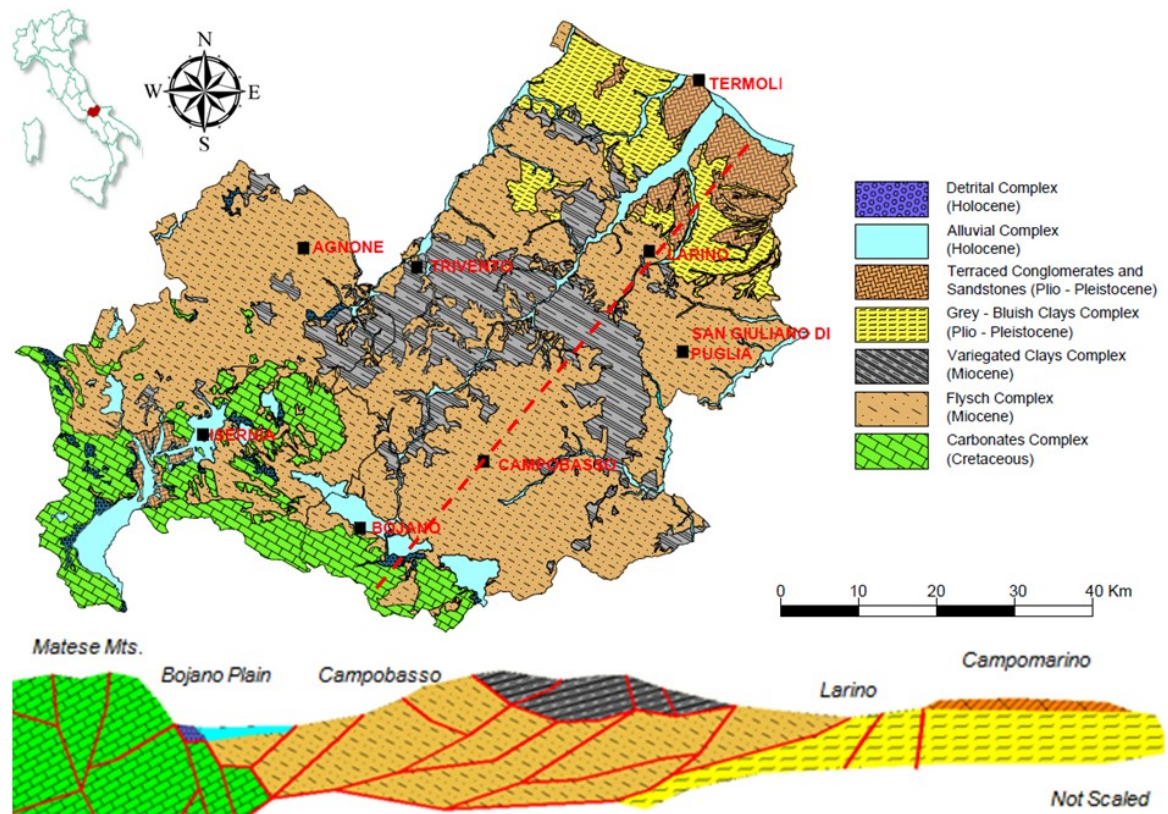 N
W
E
S
TERMOLI
AGNONE
TRIVENTO
LARINO
SAN GIULIANO DI
PUGLIA
ISERNIA
CAMPOBASSO
BOJANO
Detrital Complex
(Holocene)
Alluvial Complex
(Holocene)
Terraced Conglomerates and
Sandstones (Plio - Pleistocene)
Grey - Bluish Clays Complex
(Plio - Pleistocene)
Variegated Clays Complex
(Miocene)
Flysch Complex
(Miocene)
Carbonates Complex
(Cretaceous)
0 10 20 30 40 Km
Matese Mts.
Bojano Plain
Campobasso
Larino
Campomarino
Not Scaled